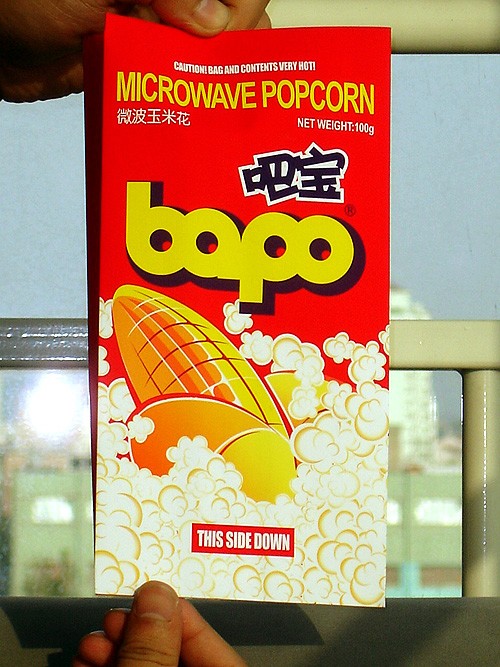 CAUTION! BAG AND CONTENTS VERY HOT!
MICROWAVE POPCORN
微波玉米花
NET WEIGHT:100g
吧宝
bapo®
THIS SIDE DOWN